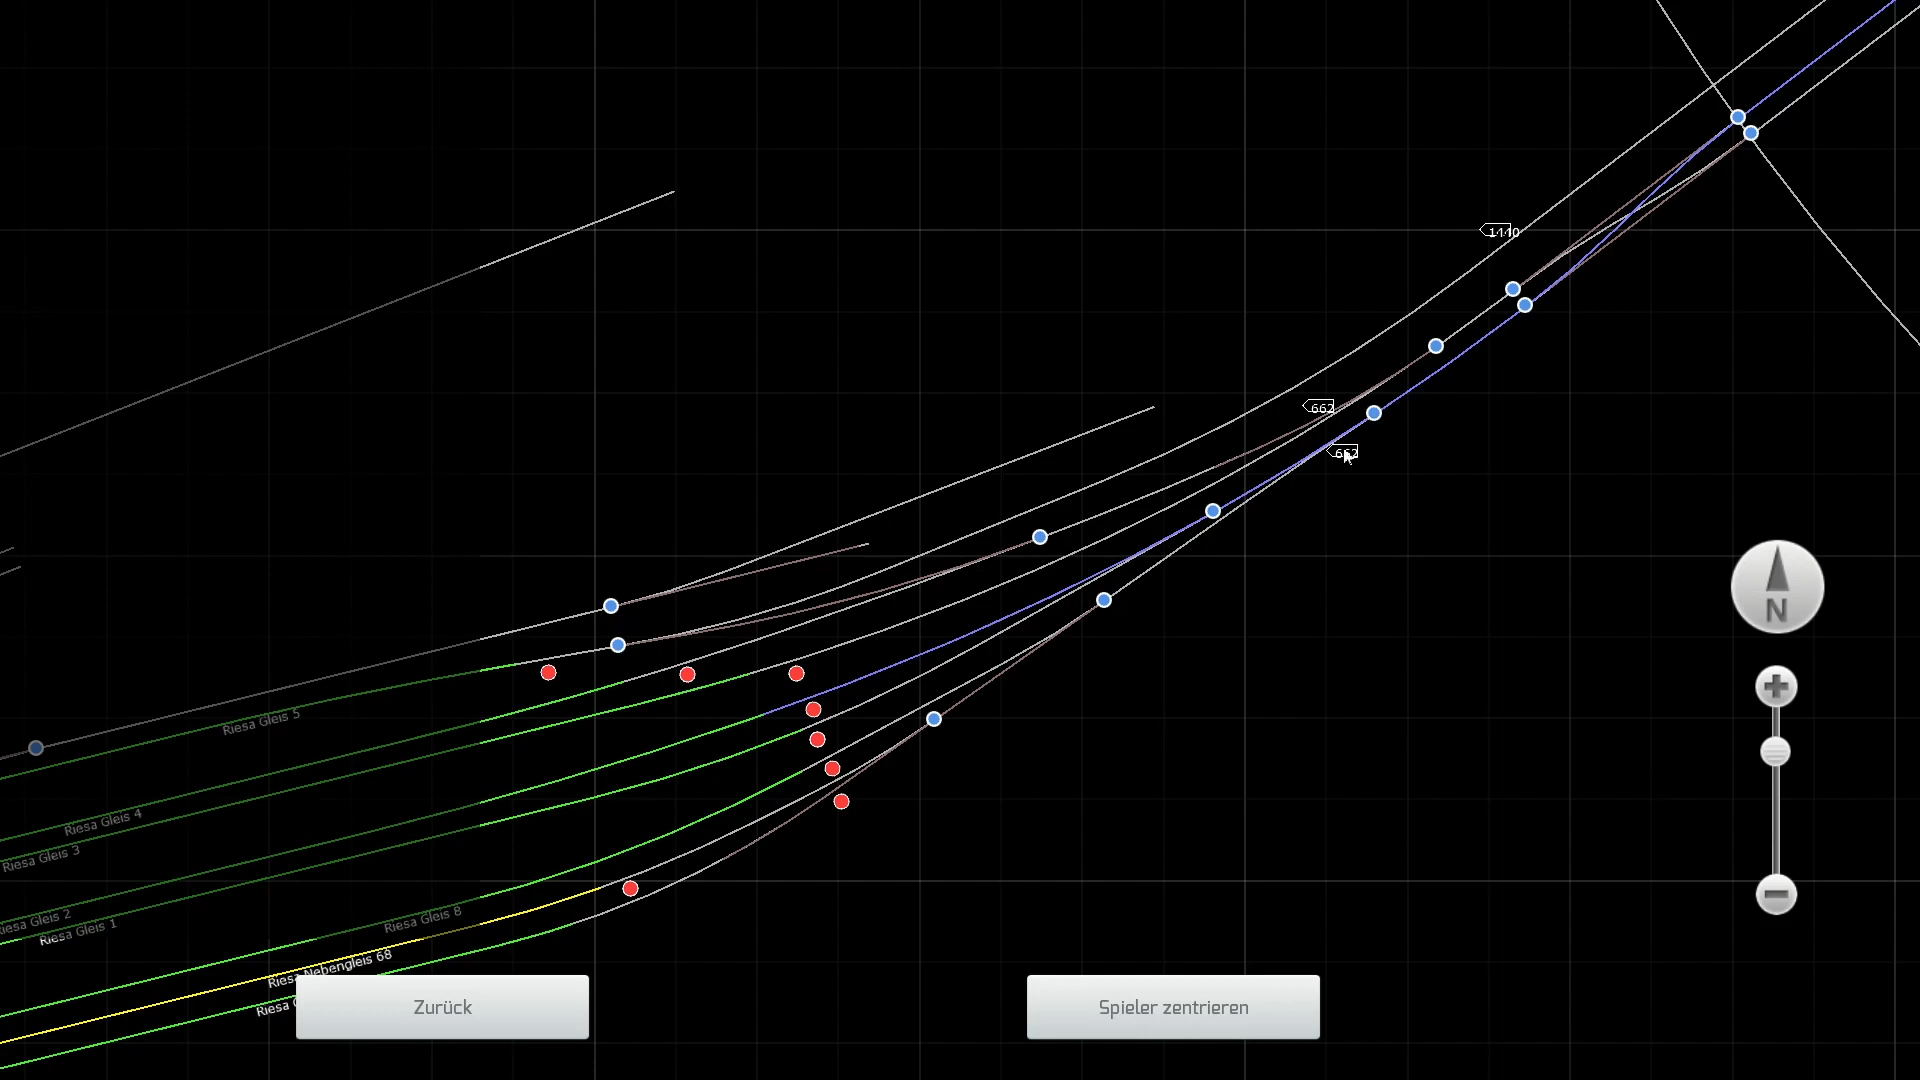 1110
662
662
N
Riesa Gleis 5
Riesa Gleis 4
Riesa Gleis 3
Riesa Gleis 2
Riesa Gleis 1
Riesa Gleis 8
Riesa Nebengleis 68
Riesa
Zurück
Spieler zentrieren